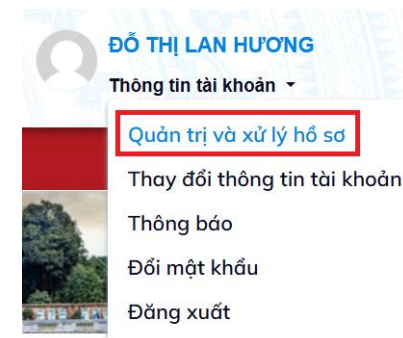 ĐỖ THỊ LAN HƯƠNG
Thông tin tài khoản
Quản trị và xử lý hồ sơ
Thay đổi thông tin tài khoản
Thông báo
Đổi mật khẩu
Đăng xuất